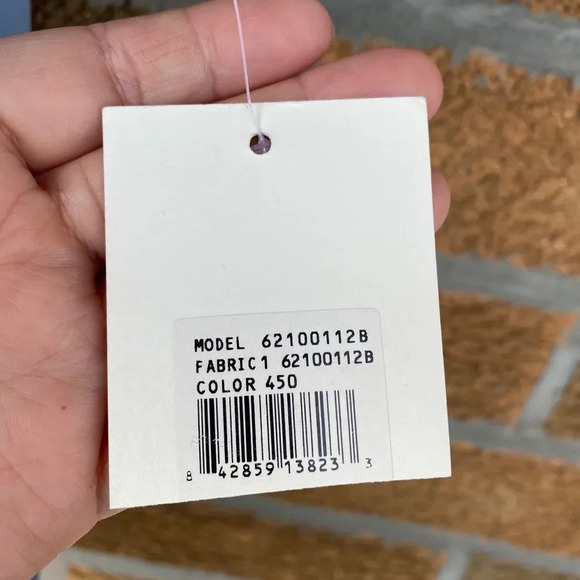 MODEL 62100112B
FABRIC1 62100112B
COLOR 450
8 42859 13823 3